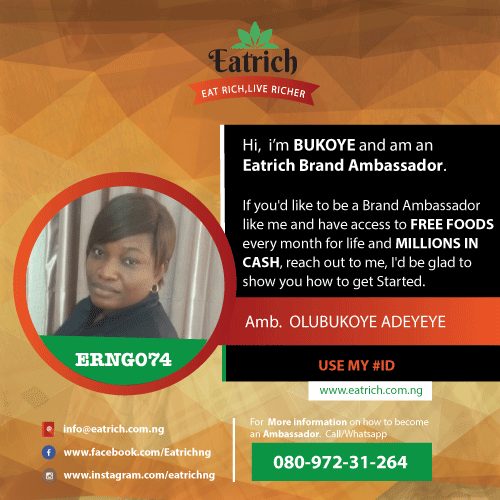 Eatrich
EAT RICH,LIVE RICHER
Hi, i'm BUKOYE and am an
Eatrich Brand Ambassador.
If you'd like to be a Brand Ambassador
like me and have access to FREE FOODS
every month for life and MILLIONS IN
CASH, reach out to me, I'd be glad to
show you how to get Started.
Amb. OLUBUKOYE ADEYEYE
ERNG074
USE MY #ID
www.eatrich.com.ng
info@eatrich.com.ng
www.facebook.com/Eatrichng
www.instagram.com/eatrichng
For More information on how to become
an Ambassador. Call/Whatsapp
080-972-31-264